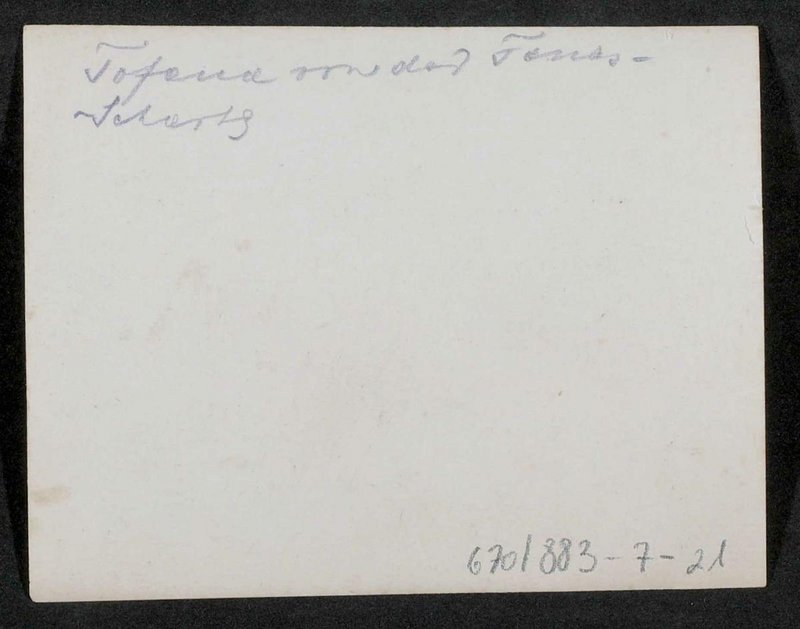 Tofana von der Fanes-
Scharte
670/883-7-21